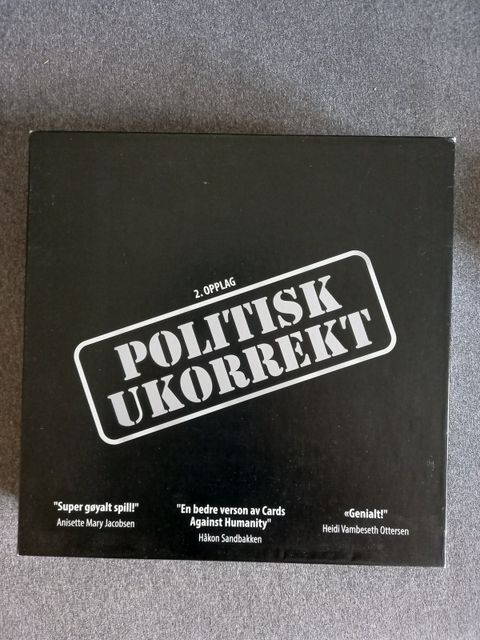 2. OPPLAG
POLITISK
UKORREKT
"Super gøyalt spill!"
Anisette Mary Jacobsen
"En bedre verson av Cards
Against Humanity"
Håkon Sandbakken
«Genialt!"
Heidi Vambeseth Ottersen